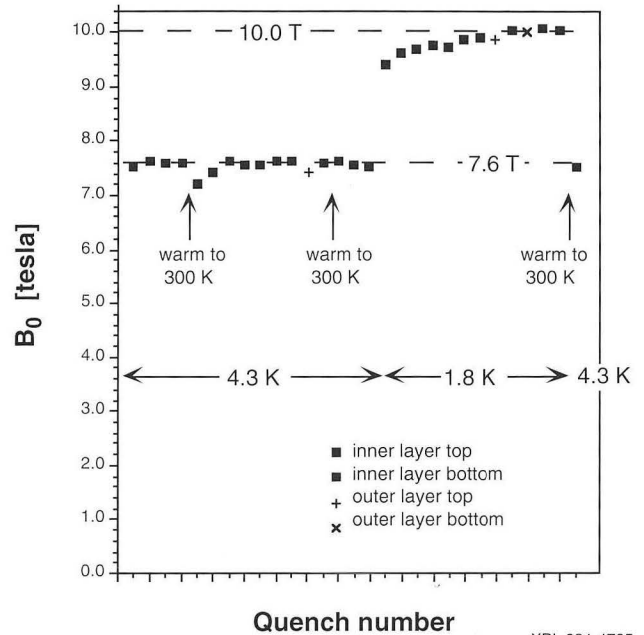 B0 [tesla]
10.0
9.0
8.0
7.0
6.0
5.0
4.0
3.0
2.0
1.0
0.0
10.0 T
7.6 T
warm to
300 K
warm to
300 K
warm to
300 K
4.3 K
1.8 K
4.3 K
inner layer top
inner layer bottom
outer layer top
outer layer bottom
Quench number